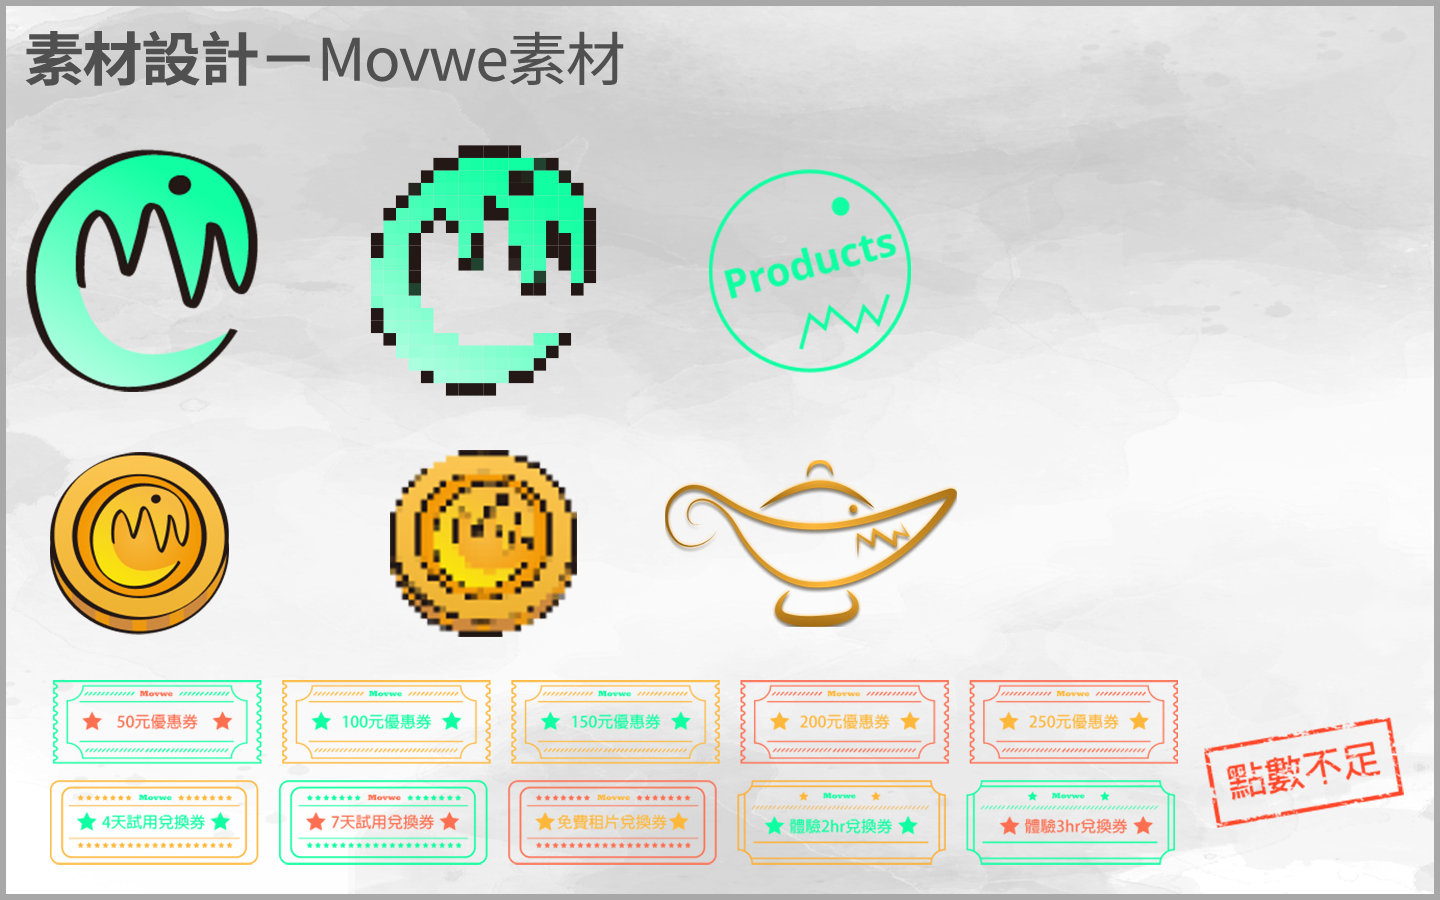 素材設計－Movwe素材
Products
Movwe
50元優惠券
Movwe
100元優惠券
Movwe
150元優惠券
Movwe
200元優惠券
Movwe
250元優惠券
點數不足
Movwe
4天試用兌換券
Movwe
7天試用兌換券
Movwe
免費租片兌換券
Movwe
體驗2hr兌換券
Movwe
體驗3hr兌換券